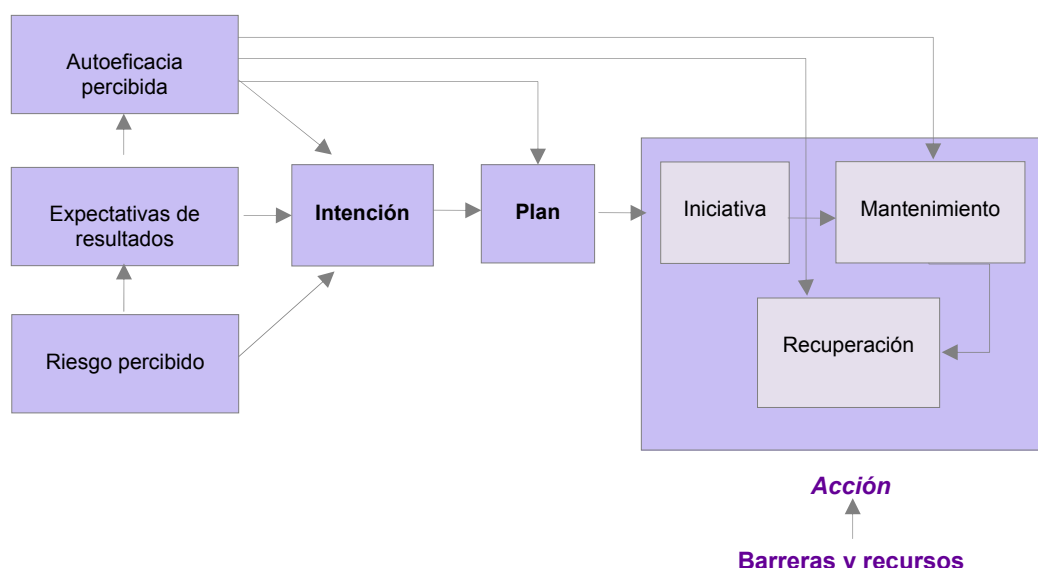 Autoeficacia
percibida
Expectativas de
resultados
Intención
Plan
Iniciativa
Mantenimiento
Riesgo percibido
Recuperación
Acción
Barreras y recursos